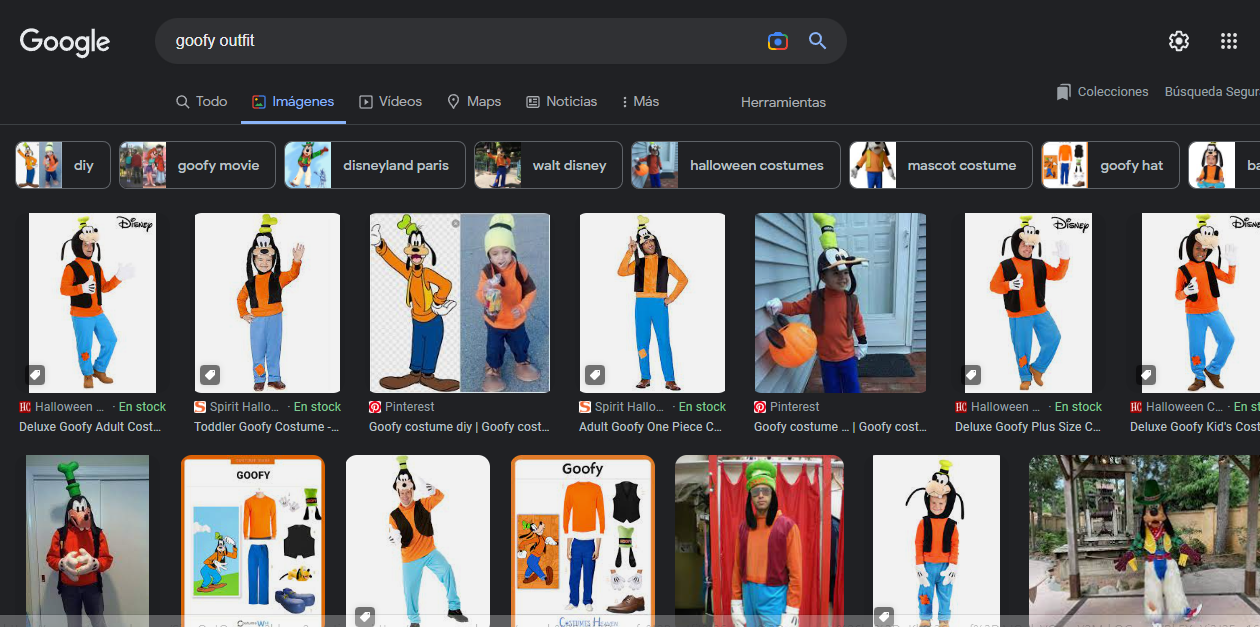 Google
goofy outfit
Todo
Imágenes
Vídeos
Maps
Noticias
Más
Herramientas
Colecciones
Búsqueda Segur
diy
goofy movie
disneyland paris
walt disney
halloween costumes
mascot costume
goofy hat
ba
Disney
Disney
Disney
HC Halloween ... · En stock
Deluxe Goofy Adult Cost...
Spirit Hallo... · En stock
Toddler Goofy Costume -...
Pinterest
Goofy costume diy | Goofy cost...
Spirit Hallo... · En stock
Adult Goofy One Piece C...
Pinterest
Goofy costume ... | Goofy cost...
HC Halloween ... · En stock
Deluxe Goofy Plus Size C...
HC Halloween C... · En st
Deluxe Goofy Kid's Cost
GOOFY
Goofy